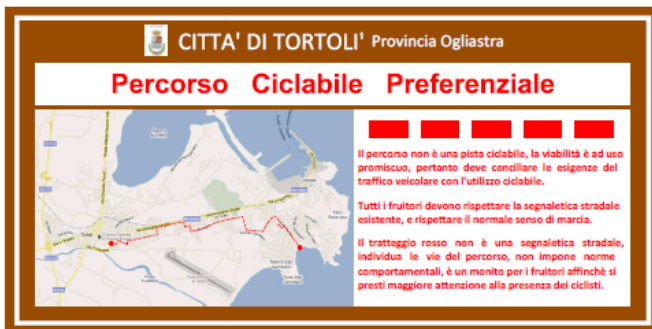 CITTA' DI TORTOLI' Provincia Ogliastra
Percorso Ciclabile Preferenziale
Il percorso non è una pista ciclabile, la viabilità è ad uso
promiscuo, pertanto deve conciliare le esigenze del
traffico veicolare con l'utilizzo ciclabile.
Tutti i fruitori devono rispettare la segnaletica stradale
esistente, e rispettare il normale senso di marcia.
Il tratteggio rosso non è una segnaletica stradale,
individua le vie del percorso, non impone norme
comportamentali, è un monito per i fruitori affinchè si
presti maggiore attenzione alla presenza dei ciclisti.
Tortolì